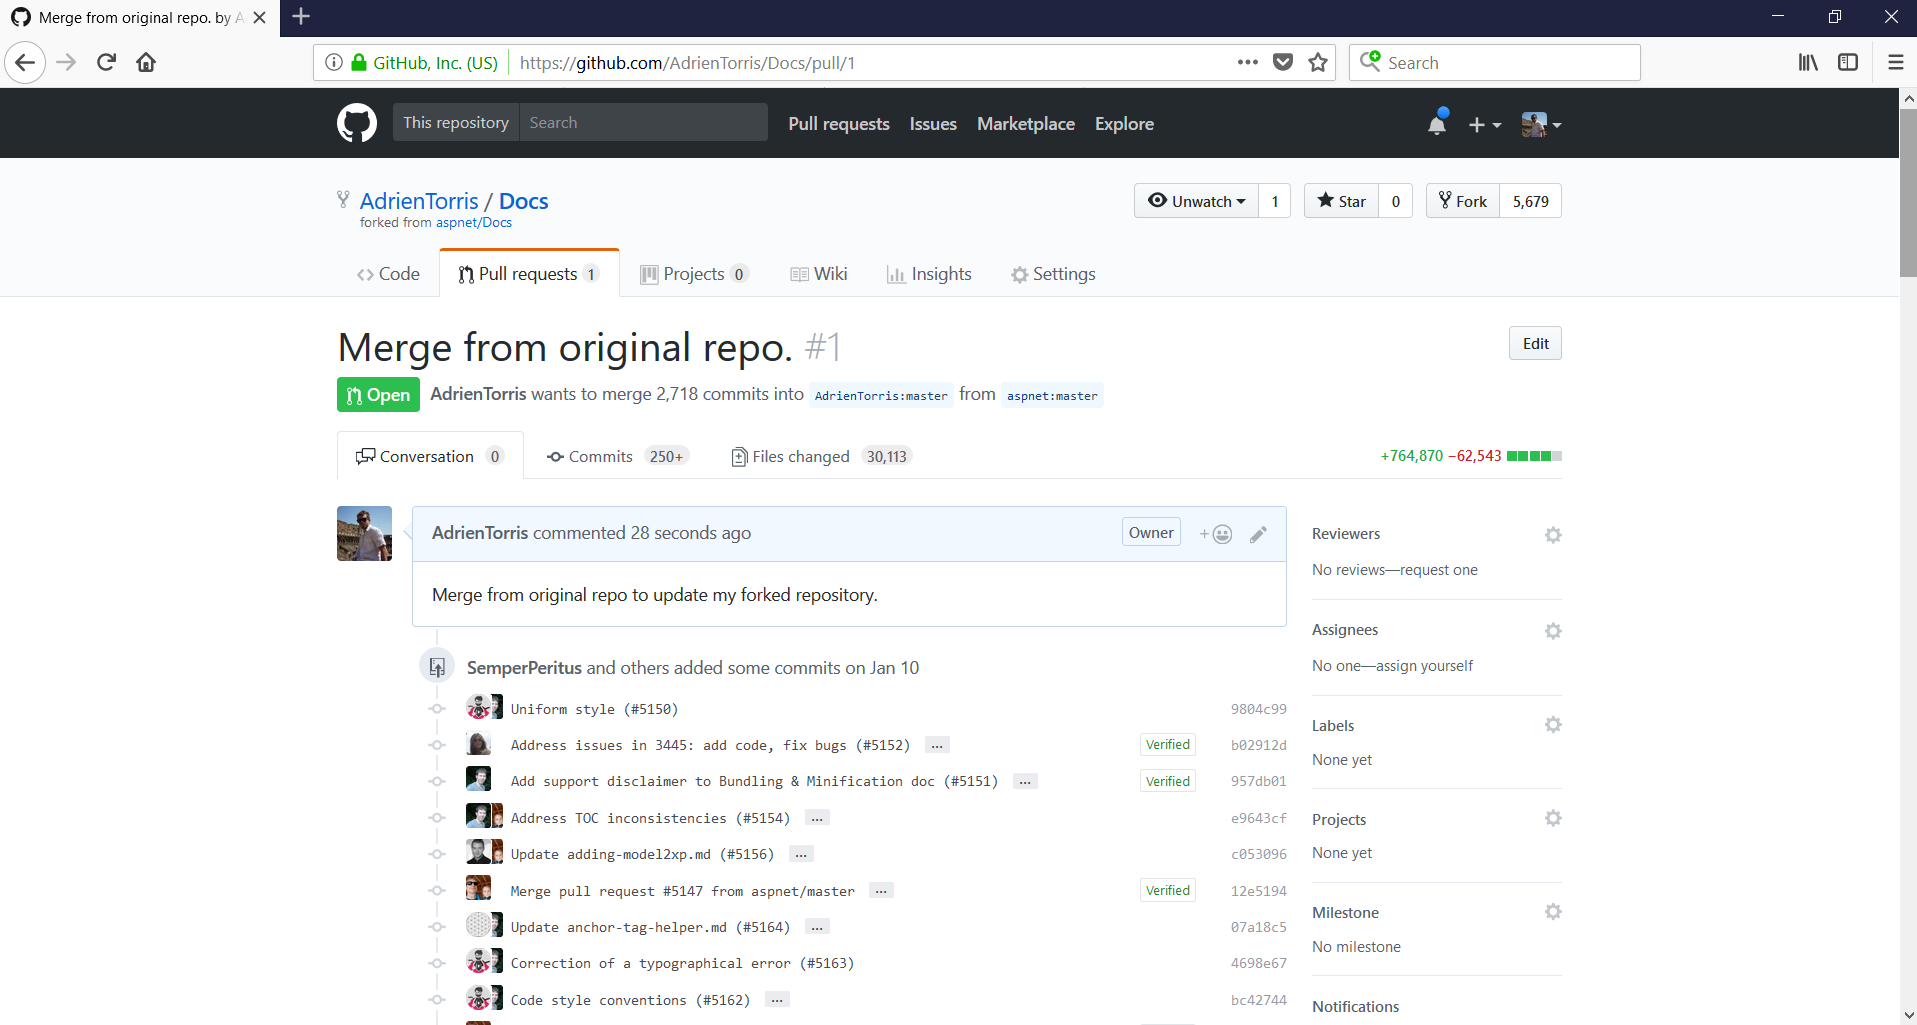 Merge from original repo. by A
GitHub, Inc. (US) https://github.com/AdrienTorris/Docs/pull/1 Search
This repository Search Pull requests Issues Marketplace Explore
AdrienTorris / Docs Unwatch 1 Star 0 Fork 5,679
forked from aspnet/Docs
Code Pull requests 1 Projects 0 Wiki Insights Settings
Merge from original repo. #1 Edit
Open AdrienTorris wants to merge 2,718 commits into AdrienTorris:master from aspnet:master
Conversation 0 Commits 250+ Files changed 30,113 +764,870 −62,543
AdrienTorris commented 28 seconds ago Owner
Merge from original repo to update my forked repository.
SemperPeritus and others added some commits on Jan 10
Uniform style (#5150) 9804c99
Address issues in 3445: add code, fix bugs (#5152) ... Verified b02912d
Add support disclaimer to Bundling & Minification doc (#5151) ... Verified 957db01
Address TOC inconsistencies (#5154) ... e9643cf
Update adding-model2xp.md (#5156) ... c053096
Merge pull request #5147 from aspnet/master ... Verified 12e5194
Update anchor-tag-helper.md (#5164) ... 07a18c5
Correction of a typographical error (#5163) 4698e67
Code style conventions (#5162) ... bc42744
Reviewers
No reviews—request one
Assignees
No one—assign yourself
Labels
None yet
Projects
None yet
Milestone
No milestone
Notifications